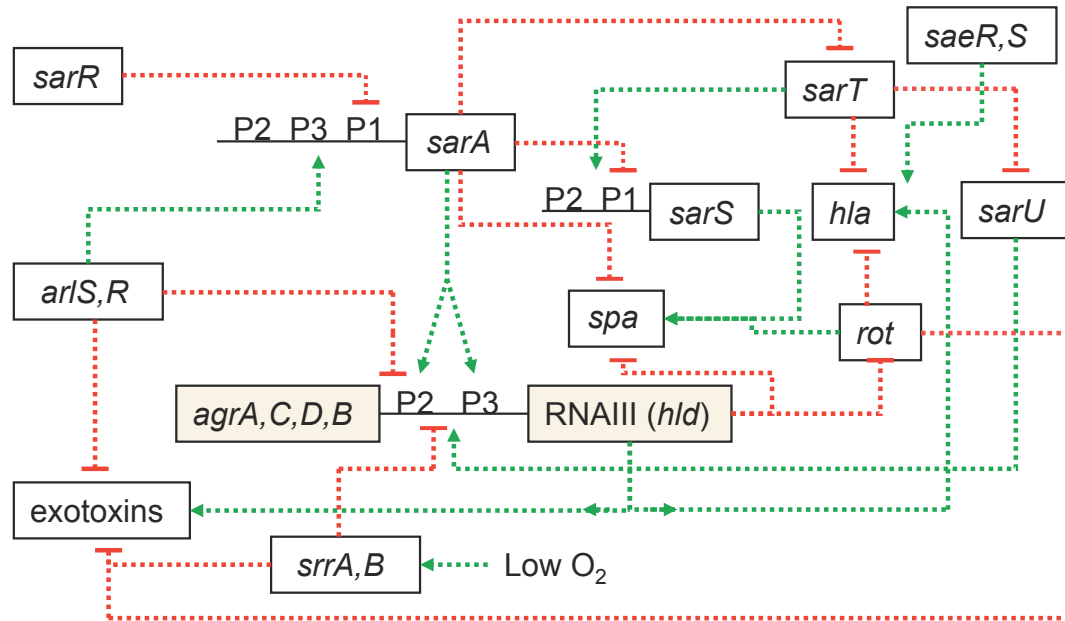 saeR,S
sarR
sarT
P2 P3 P1
sarA
P2 P1
sarS
hla
sarU
arlS,R
spa
rot
agrA,C,D,B
P2 P3
RNAIII (hld)
exotoxins
srrA,B
Low O₂